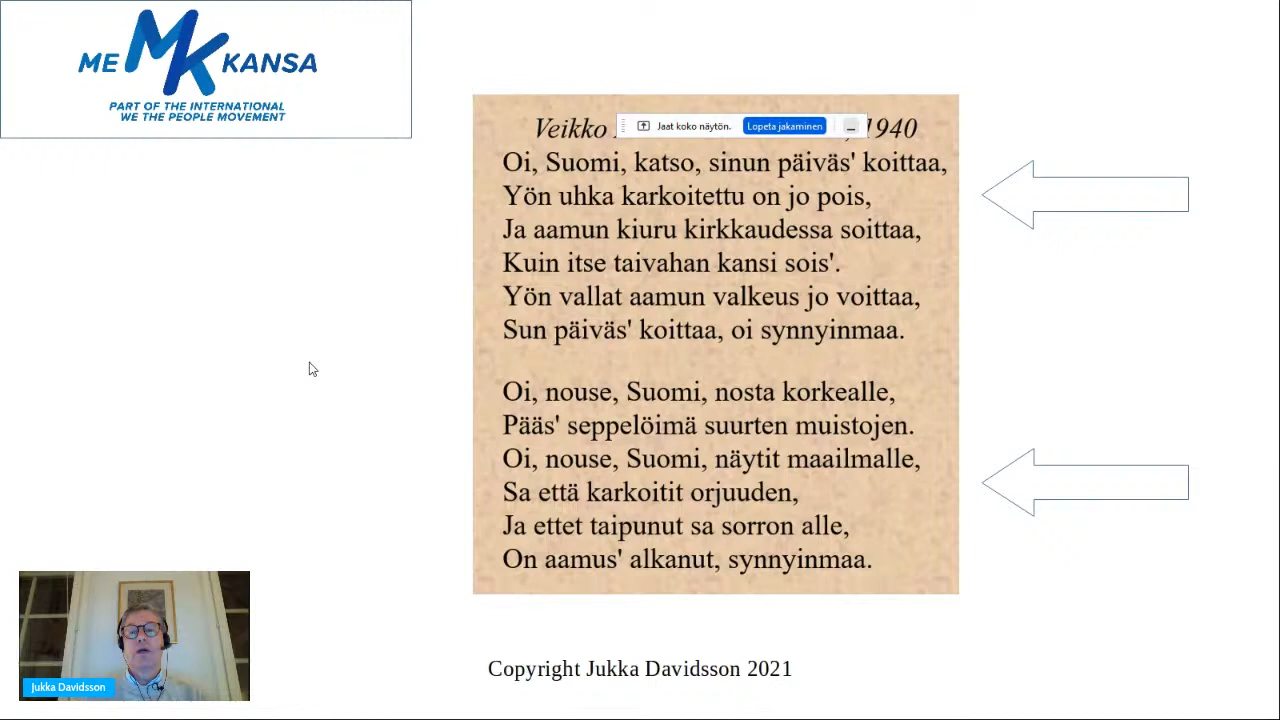 ME MK KANSA
PART OF THE INTERNATIONAL
WE THE PEOPLE MOVEMENT
Veikko
1940
Jaat koko näytön.
Lopeta jakaminen
Oi, Suomi, katso, sinun päiväs' koittaa,
Yön uhka karkoitettu on jo pois,
Ja aamun kiuru kirkkaudessa soittaa,
Kuin itse taivahan kansi sois'.
Yön vallat aamun valkeus jo voittaa,
Sun päiväs' koittaa, oi synnyinmaa.
Oi, nouse, Suomi, nosta korkealle,
Pääs' seppelöimä suurten muistojen.
Oi, nouse, Suomi, näytit maailmalle,
Sa että karkoitit orjuuden,
Ja ettet taipunut sa sorron alle,
On aamus' alkanut, synnyinmaa.
Jukka Davidsson
Copyright Jukka Davidsson 2021